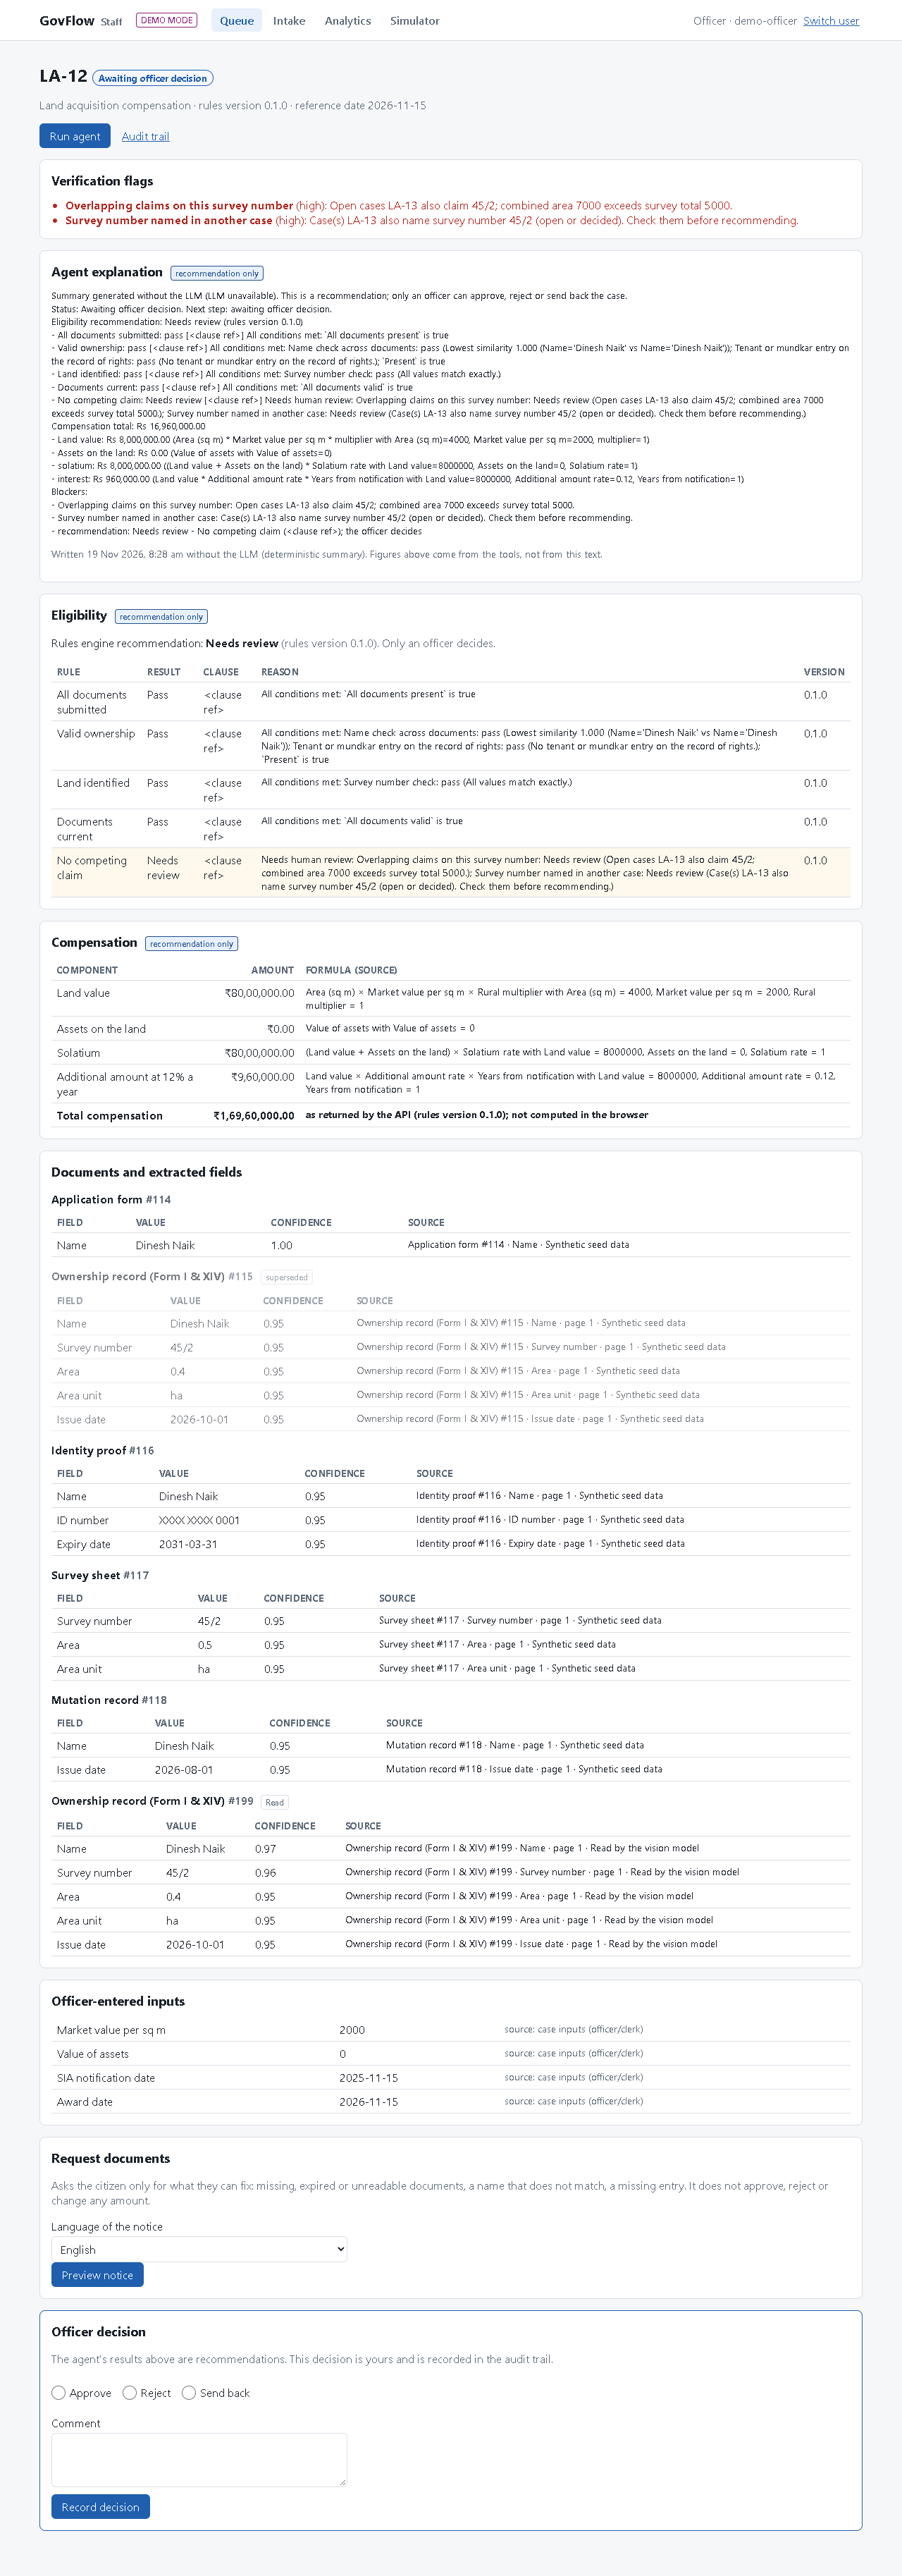 GovFlow Staff DEMO MODE Queue Intake Analytics Simulator Officer · demo-officer Switch user
LA-12 Awaiting officer decision
Land acquisition compensation · rules version 0.1.0 · reference date 2026-11-15
Run agent Audit trail
Verification flags
• Overlapping claims on this survey number (high): Open cases LA-13 also claim 45/2; combined area 7000 exceeds survey total 5000.
• Survey number named in another case (high): Case(s) LA-13 also name survey number 45/2 (open or decided). Check them before recommending.
Agent explanation recommendation only
Summary generated without the LLM (LLM unavailable). This is a recommendation; only an officer can approve, reject or send back the case.
Status: Awaiting officer decision. Next step: awaiting officer decision.
Eligibility recommendation: Needs review (rules version 0.1.0)
- All documents submitted: pass [<clause ref>] All conditions met: `All documents present` is true
- Valid ownership: pass [<clause ref>] All conditions met: Name check across documents: pass (Lowest similarity 1.000 (Name='Dinesh Naik' vs Name='Dinesh Naik')); Tenant or mundkar entry on
the record of rights: pass (No tenant or mundkar entry on the record of rights.); `Present` is true
- Land identified: pass [<clause ref>] All conditions met: Survey number check: pass (All values match exactly.)
- Documents current: pass [<clause ref>] All conditions met: `All documents valid` is true
- No competing claim: Needs review [<clause ref>] Needs human review: Overlapping claims on this survey number: Needs review (Open cases LA-13 also claim 45/2; combined area 7000
exceeds survey total 5000.); Survey number named in another case: Needs review (Case(s) LA-13 also name survey number 45/2 (open or decided). Check them before recommending.)
Compensation total: Rs 16,960,000.00
- Land value: Rs 8,000,000.00 (Area (sq m) * Market value per sq m * multiplier with Area (sq m)=4000, Market value per sq m=2000, multiplier=1)
- Assets on the land: Rs 0.00 (Value of assets with Value of assets=0)
- solatium: Rs 8,000,000.00 ((Land value + Assets on the land) * Solatium rate with Land value=8000000, Assets on the land=0, Solatium rate=1)
- interest: Rs 960,000.00 (Land value * Additional amount rate * Years from notification with Land value=8000000, Additional amount rate=0.12, Years from notification=1)
Blockers:
- Overlapping claims on this survey number: Open cases LA-13 also claim 45/2; combined area 7000 exceeds survey total 5000.
- Survey number named in another case: Case(s) LA-13 also name survey number 45/2 (open or decided). Check them before recommending.
- recommendation: Needs review - No competing claim (<clause ref>); the officer decides
Written 19 Nov 2026, 8:28 am without the LLM (deterministic summary). Figures above come from the tools, not from this text.
Eligibility recommendation only
Rules engine recommendation: Needs review (rules version 0.1.0). Only an officer decides.
RULE RESULT CLAUSE REASON VERSION
All documents submitted Pass <clause ref> All conditions met: `All documents present` is true 0.1.0
Valid ownership Pass <clause ref> All conditions met: Name check across documents: pass (Lowest similarity 1.000 (Name='Dinesh Naik' vs Name='Dinesh Naik')); Tenant or mundkar entry on the record of rights: pass (No tenant or mundkar entry on the record of rights.); `Present` is true 0.1.0
Land identified Pass <clause ref> All conditions met: Survey number check: pass (All values match exactly.) 0.1.0
Documents current Pass <clause ref> All conditions met: `All documents valid` is true 0.1.0
No competing claim Needs review <clause ref> Needs human review: Overlapping claims on this survey number: Needs review (Open cases LA-13 also claim 45/2; combined area 7000 exceeds survey total 5000.); Survey number named in another case: Needs review (Case(s) LA-13 also name survey number 45/2 (open or decided). Check them before recommending.) 0.1.0
Compensation recommendation only
COMPONENT AMOUNT FORMULA (SOURCE)
Land value ₹80,00,000.00 Area (sq m) × Market value per sq m × Rural multiplier with Area (sq m) = 4000, Market value per sq m = 2000, Rural multiplier = 1
Assets on the land ₹0.00 Value of assets with Value of assets = 0
Solatium ₹80,00,000.00 (Land value + Assets on the land) × Solatium rate with Land value = 8000000, Assets on the land = 0, Solatium rate = 1
Additional amount at 12% a year ₹9,60,000.00 Land value × Additional amount rate × Years from notification with Land value = 8000000, Additional amount rate = 0.12, Years from notification = 1
Total compensation ₹1,69,60,000.00 as returned by the API (rules version 0.1.0); not computed in the browser
Documents and extracted fields
Application form #114
FIELD VALUE CONFIDENCE SOURCE
Name Dinesh Naik 1.00 Application form #114 · Name · Synthetic seed data
Ownership record (Form I & XIV) #115 superseded
FIELD VALUE CONFIDENCE SOURCE
Name Dinesh Naik 0.95 Ownership record (Form I & XIV) #115 · Name · page 1 · Synthetic seed data
Survey number 45/2 0.95 Ownership record (Form I & XIV) #115 · Survey number · page 1 · Synthetic seed data
Area 0.4 0.95 Ownership record (Form I & XIV) #115 · Area · page 1 · Synthetic seed data
Area unit ha 0.95 Ownership record (Form I & XIV) #115 · Area unit · page 1 · Synthetic seed data
Issue date 2026-10-01 0.95 Ownership record (Form I & XIV) #115 · Issue date · page 1 · Synthetic seed data
Identity proof #116
FIELD VALUE CONFIDENCE SOURCE
Name Dinesh Naik 0.95 Identity proof #116 · Name · page 1 · Synthetic seed data
ID number XXXX XXXX 0001 0.95 Identity proof #116 · ID number · page 1 · Synthetic seed data
Expiry date 2031-03-31 0.95 Identity proof #116 · Expiry date · page 1 · Synthetic seed data
Survey sheet #117
FIELD VALUE CONFIDENCE SOURCE
Survey number 45/2 0.95 Survey sheet #117 · Survey number · page 1 · Synthetic seed data
Area 0.5 0.95 Survey sheet #117 · Area · page 1 · Synthetic seed data
Area unit ha 0.95 Survey sheet #117 · Area unit · page 1 · Synthetic seed data
Mutation record #118
FIELD VALUE CONFIDENCE SOURCE
Name Dinesh Naik 0.95 Mutation record #118 · Name · page 1 · Synthetic seed data
Issue date 2026-08-01 0.95 Mutation record #118 · Issue date · page 1 · Synthetic seed data
Ownership record (Form I & XIV) #199 Read
FIELD VALUE CONFIDENCE SOURCE
Name Dinesh Naik 0.97 Ownership record (Form I & XIV) #199 · Name · page 1 · Read by the vision model
Survey number 45/2 0.96 Ownership record (Form I & XIV) #199 · Survey number · page 1 · Read by the vision model
Area 0.4 0.95 Ownership record (Form I & XIV) #199 · Area · page 1 · Read by the vision model
Area unit ha 0.95 Ownership record (Form I & XIV) #199 · Area unit · page 1 · Read by the vision model
Issue date 2026-10-01 0.95 Ownership record (Form I & XIV) #199 · Issue date · page 1 · Read by the vision model
Officer-entered inputs
Market value per sq m 2000 source: case inputs (officer/clerk)
Value of assets 0 source: case inputs (officer/clerk)
SIA notification date 2025-11-15 source: case inputs (officer/clerk)
Award date 2026-11-15 source: case inputs (officer/clerk)
Request documents
Asks the citizen only for what they can fix: missing, expired or unreadable documents, a name that does not match, a missing entry. It does not approve, reject or
change any amount.
Language of the notice
English
Preview notice
Officer decision
The agent's results above are recommendations. This decision is yours and is recorded in the audit trail.
Approve Reject Send back
Comment
Record decision